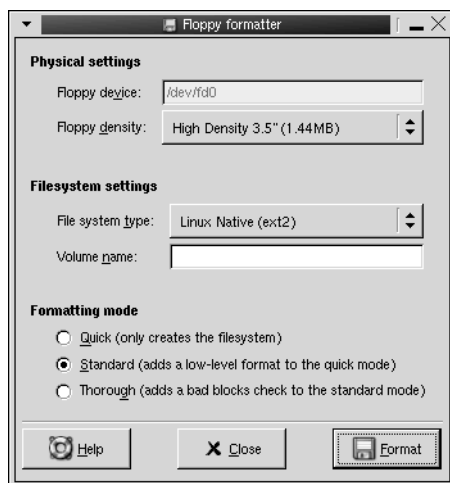 Floppy formatter
Physical settings
Floppy device: /dev/fd0
Floppy density: High Density 3.5" (1.44MB)
Filesystem settings
File system type: Linux Native (ext2)
Volume name:
Formatting mode
Quick (only creates the filesystem)
Standard (adds a low-level format to the quick mode)
Thorough (adds a bad blocks check to the standard mode)
Help Close Format